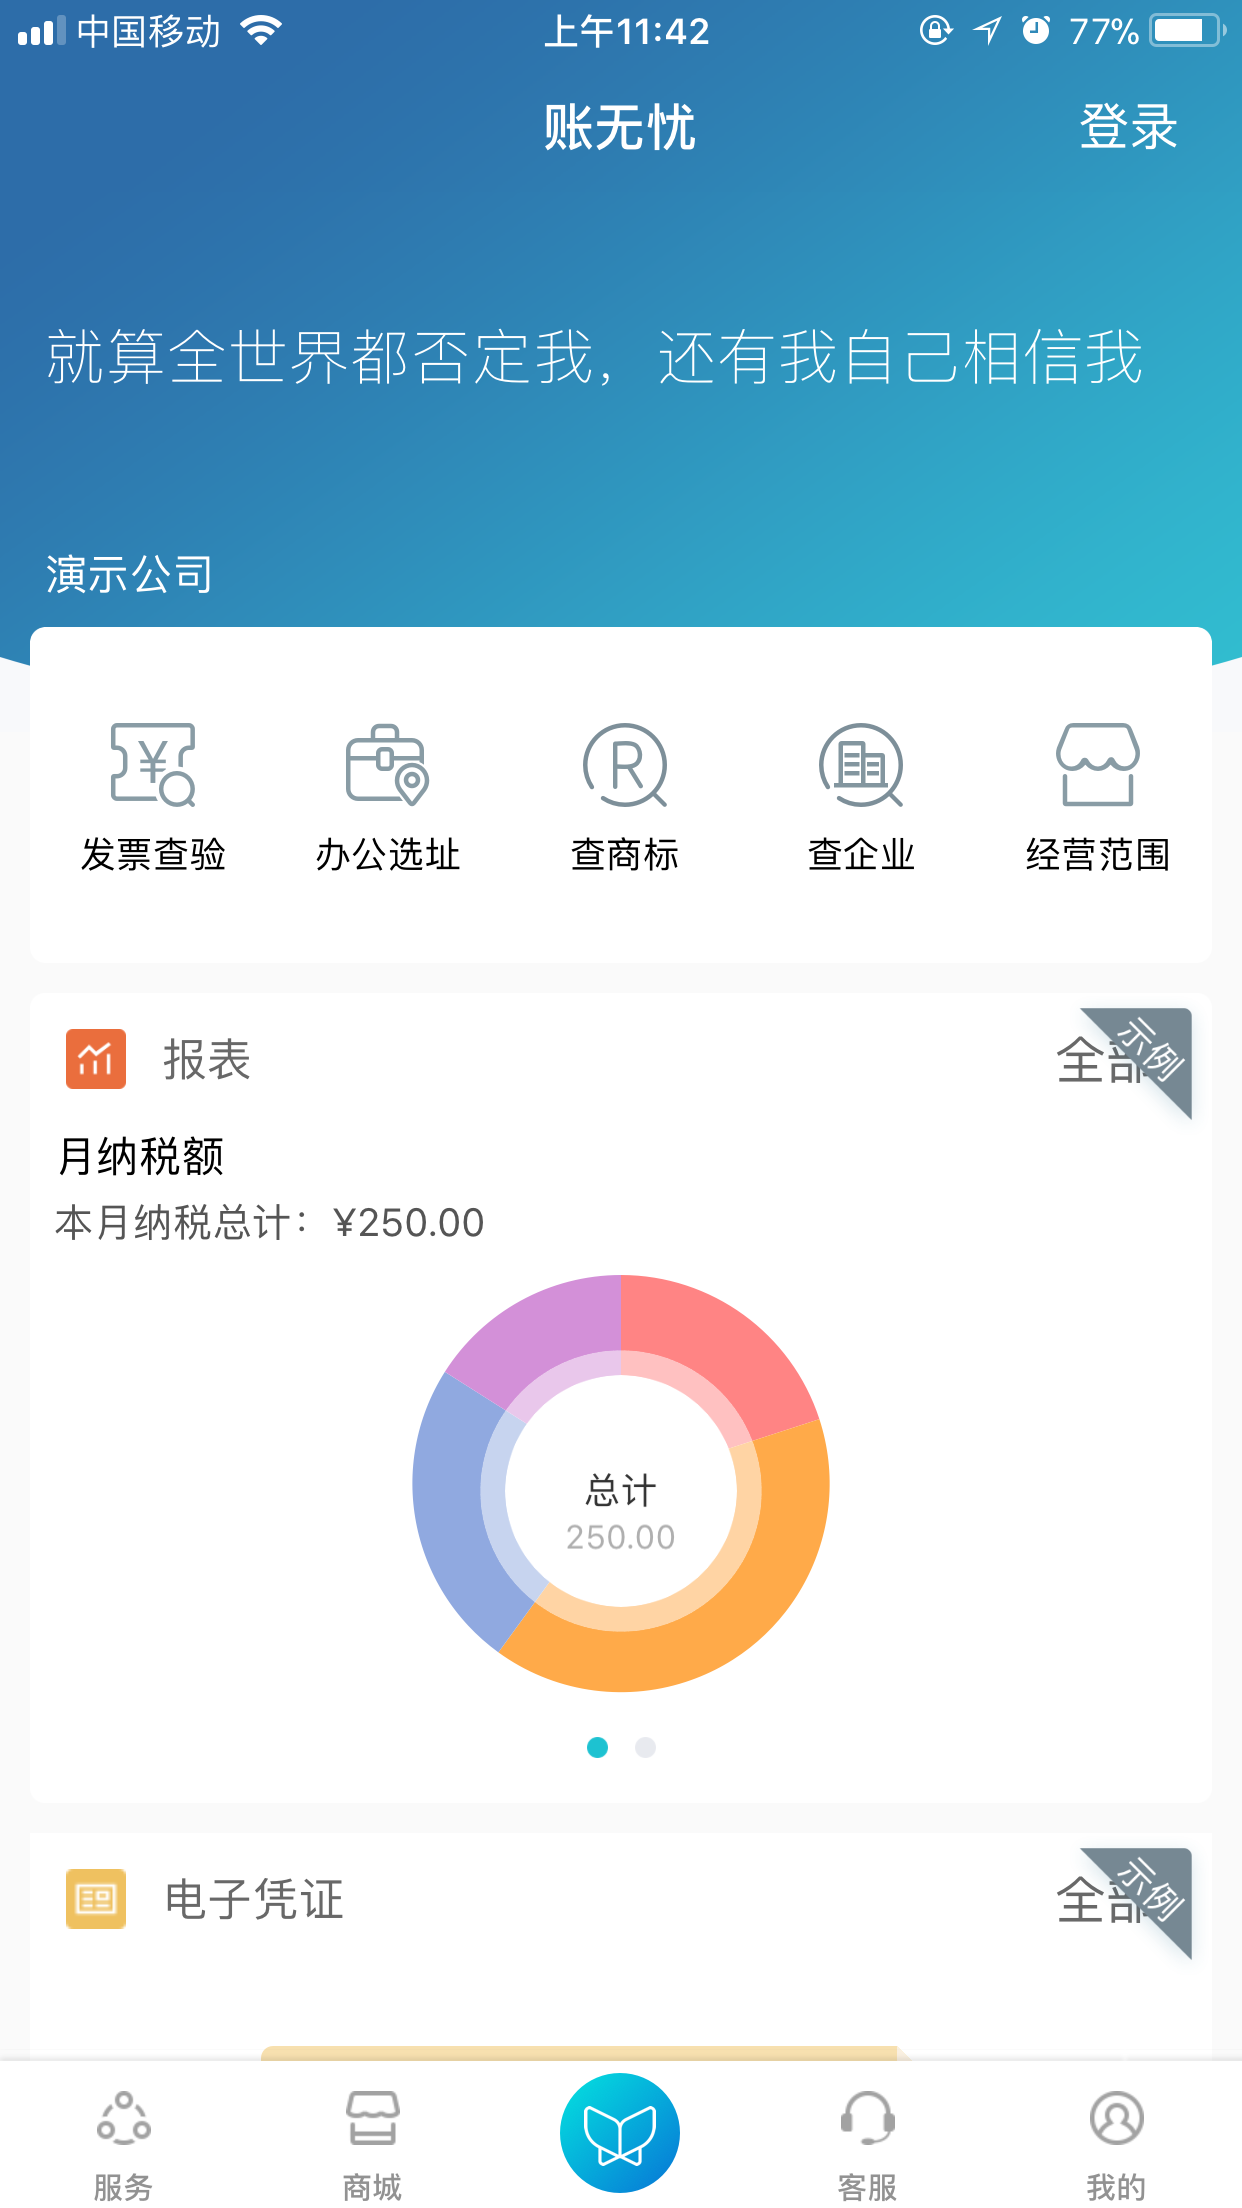 中国移动
上午11:42
77%
账无忧
登录
就算全世界都否定我，还有我自己相信我
演示公司
¥
R
发票查验
办公选址
查商标
查企业
经营范围
报表
全部
示例
月纳税额
本月纳税总计：¥250.00
总计
250.00
电子凭证
全部
示例
服务
商城
客服
我的